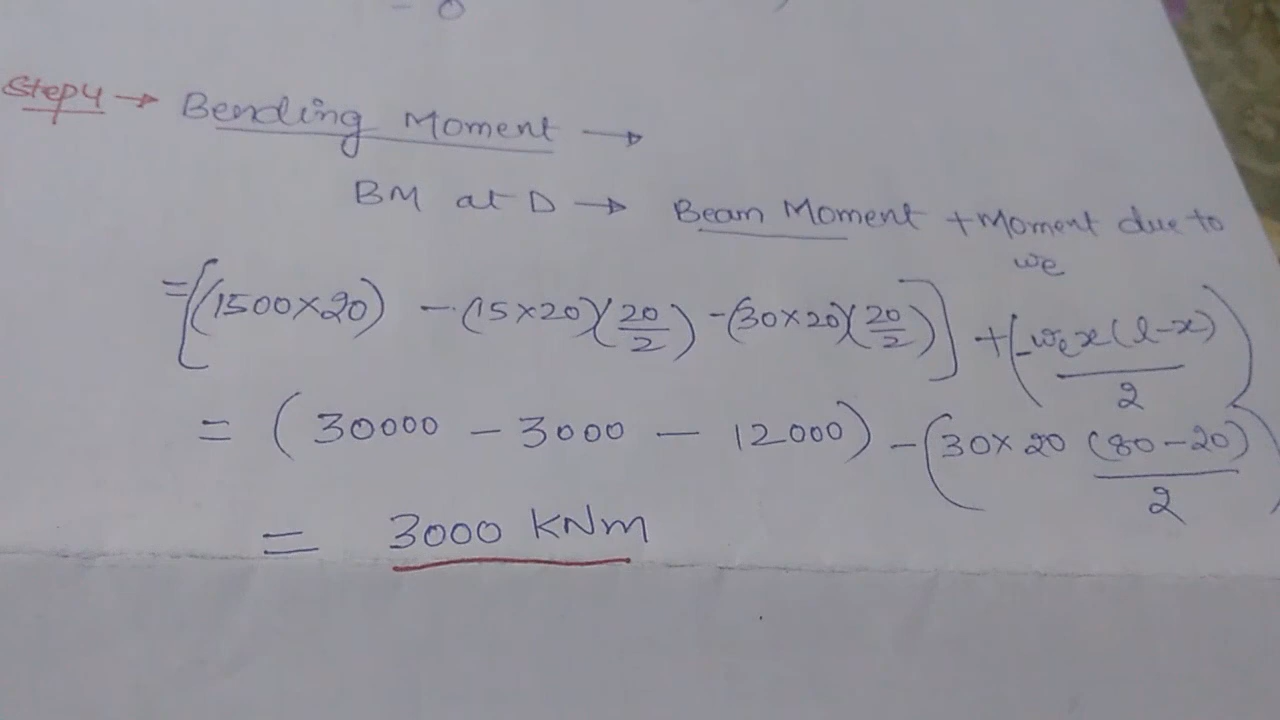 Step4 → Bending Moment →
BM at D → Beam Moment + Moment due to we
= [(1500×20) - (15×20)(20/2) - (30×20)(20/2)] + (-wₑx(l-x)/2)
= (30000 - 3000 - 12000) - (30×20 (80-20)/2)
= 3000 KNm